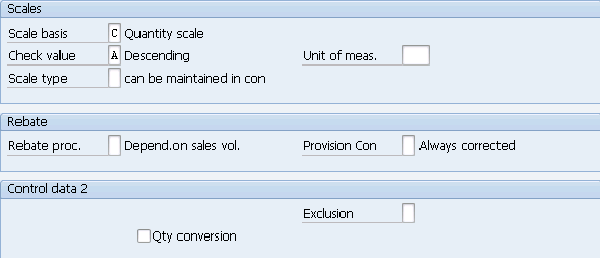 Scales
Scale basis C Quantity scale
Check value A Descending Unit of meas.
Scale type can be maintained in con
Rebate
Rebate proc. Depend.on sales vol. Provision Con Always corrected
Control data 2
Exclusion
Qty conversion